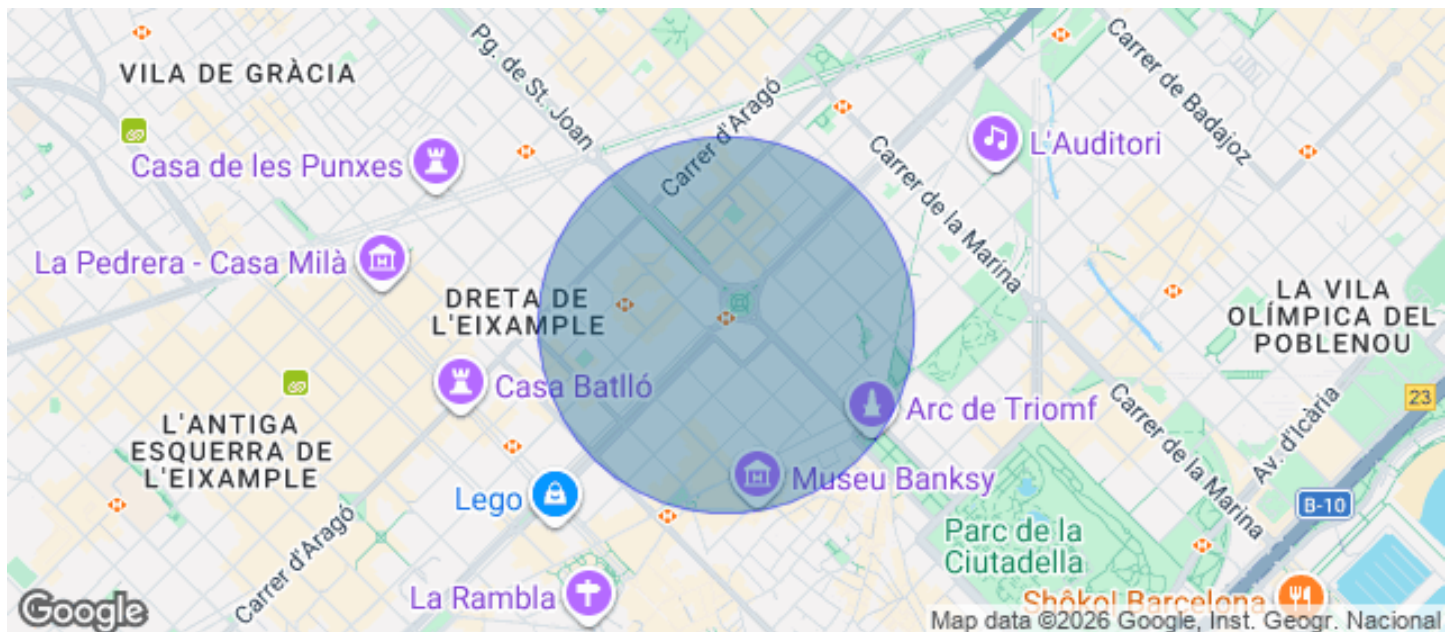 VILA DE GRÀCIA
Pg. de St. Joan
Carrer d'Aragó
Carrer de Badajoz
Casa de les Punxes
L'Auditori
Carrer de la Marina
La Pedrera - Casa Milà
DRETA DE
L'EIXAMPLE
LA VILA
OLÍMPICA DEL
POBLENOU
Casa Batlló
Arc de Triomf
23
L'ANTIGA
ESQUERRA DE
L'EIXAMPLE
Av. d'Icària
Carrer de la Marina
Museu Banksy
Lego
B-10
Carrer d'Aragó
Parc de la
Ciutadella
La Rambla
Shôko! Barcelona
Google
Map data ©2026 Google, Inst. Geogr. Nacional